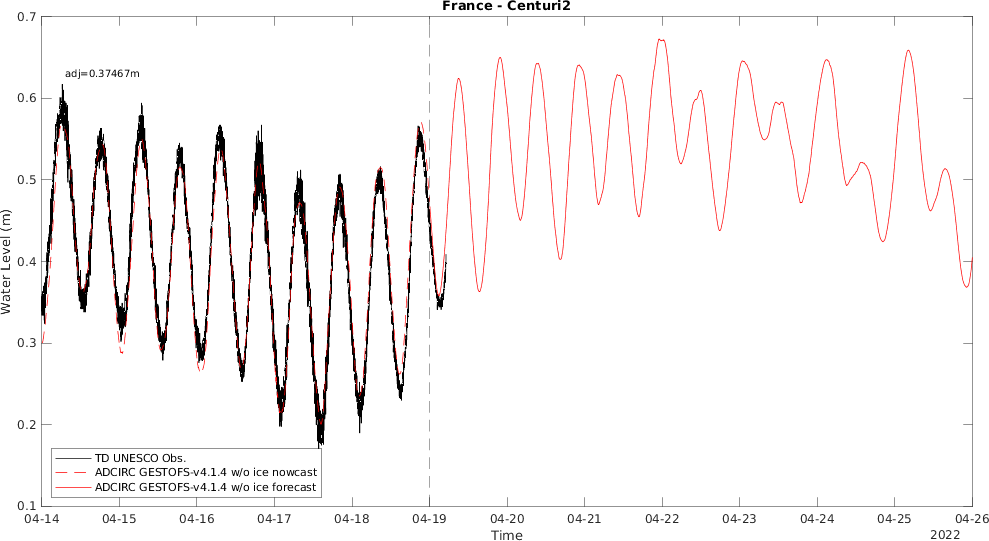 France - Centuri2
0.7
0.6
0.5
0.4
0.3
0.2
0.1
Water Level (m)
adj=0.37467m
TD UNESCO Obs.
ADCIRC GESTOFS-v4.1.4 w/o ice nowcast
ADCIRC GESTOFS-v4.1.4 w/o ice forecast
04-14 04-15 04-16 04-17 04-18 04-19 04-20 04-21 04-22 04-23 04-24 04-25 04-26
Time
2022